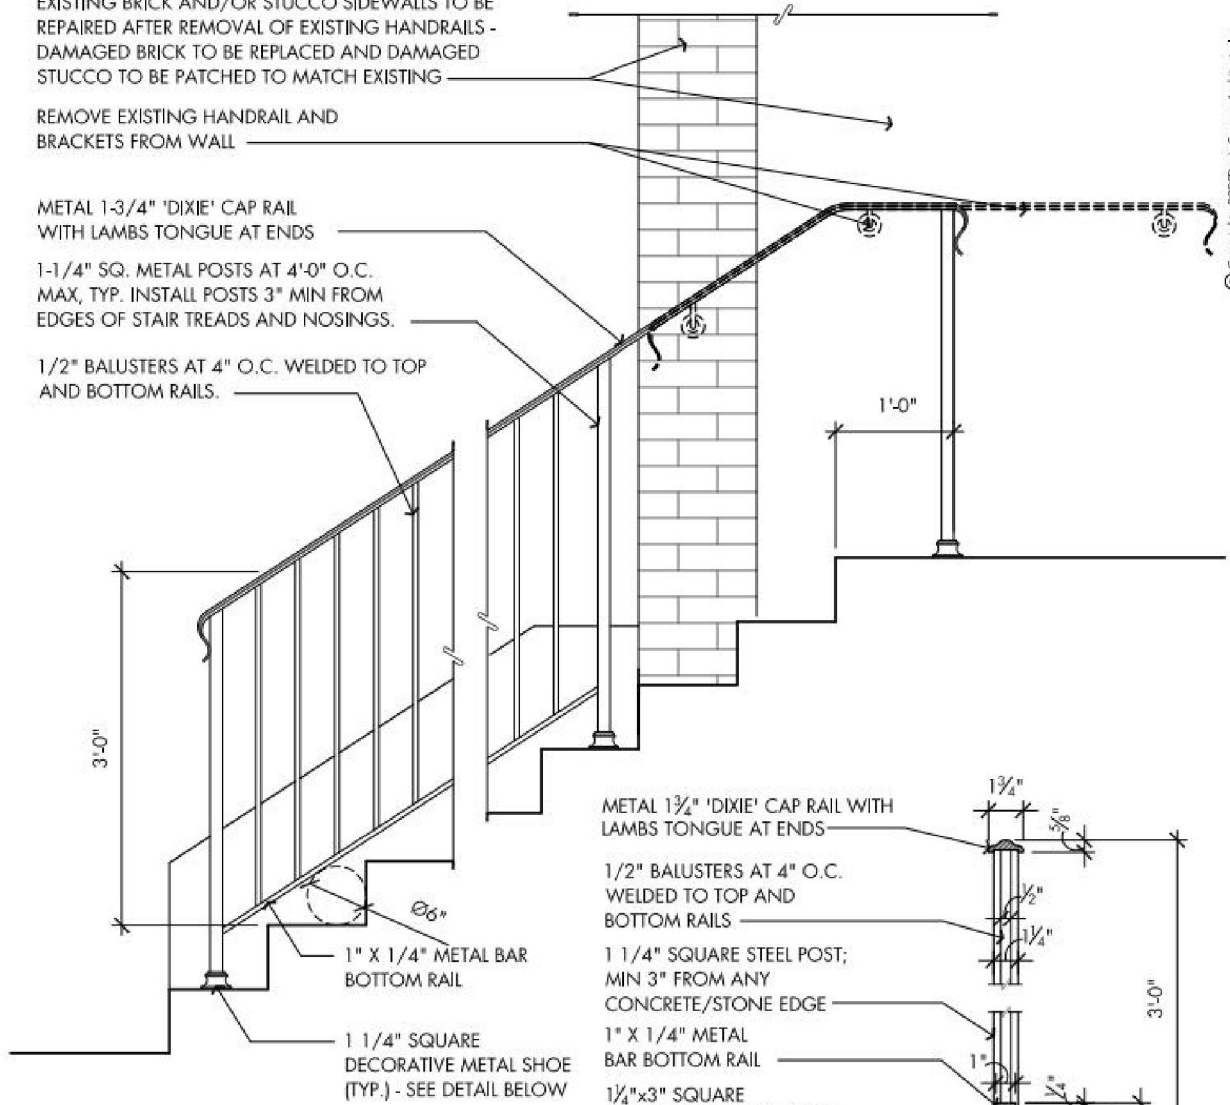 EXISTING BRICK AND/OR STUCCO SIDEWALLS TO BE
REPAIRED AFTER REMOVAL OF EXISTING HANDRAILS -
DAMAGED BRICK TO BE REPLACED AND DAMAGED
STUCCO TO BE PATCHED TO MATCH EXISTING
REMOVE EXISTING HANDRAIL AND
BRACKETS FROM WALL
METAL 1-3/4" 'DIXIE' CAP RAIL
WITH LAMBS TONGUE AT ENDS
1-1/4" SQ. METAL POSTS AT 4'-0" O.C.
MAX, TYP. INSTALL POSTS 3" MIN FROM
EDGES OF STAIR TREADS AND NOSINGS.
1/2" BALUSTERS AT 4" O.C. WELDED TO TOP
AND BOTTOM RAILS.
1'-0"
3'-0"
Ø6"
1" X 1/4" METAL BAR
BOTTOM RAIL
1 1/4" SQUARE
DECORATIVE METAL SHOE
(TYP.) - SEE DETAIL BELOW
METAL 1¾" 'DIXIE' CAP RAIL WITH
LAMBS TONGUE AT ENDS
1/2" BALUSTERS AT 4" O.C.
WELDED TO TOP AND
BOTTOM RAILS
1 1/4" SQUARE STEEL POST;
MIN 3" FROM ANY
CONCRETE/STONE EDGE
1" X 1/4" METAL
BAR BOTTOM RAIL
1¼"x3" SQUARE
1¾"
5/8"
½"
1¼"
3'-0"
1"
¼"